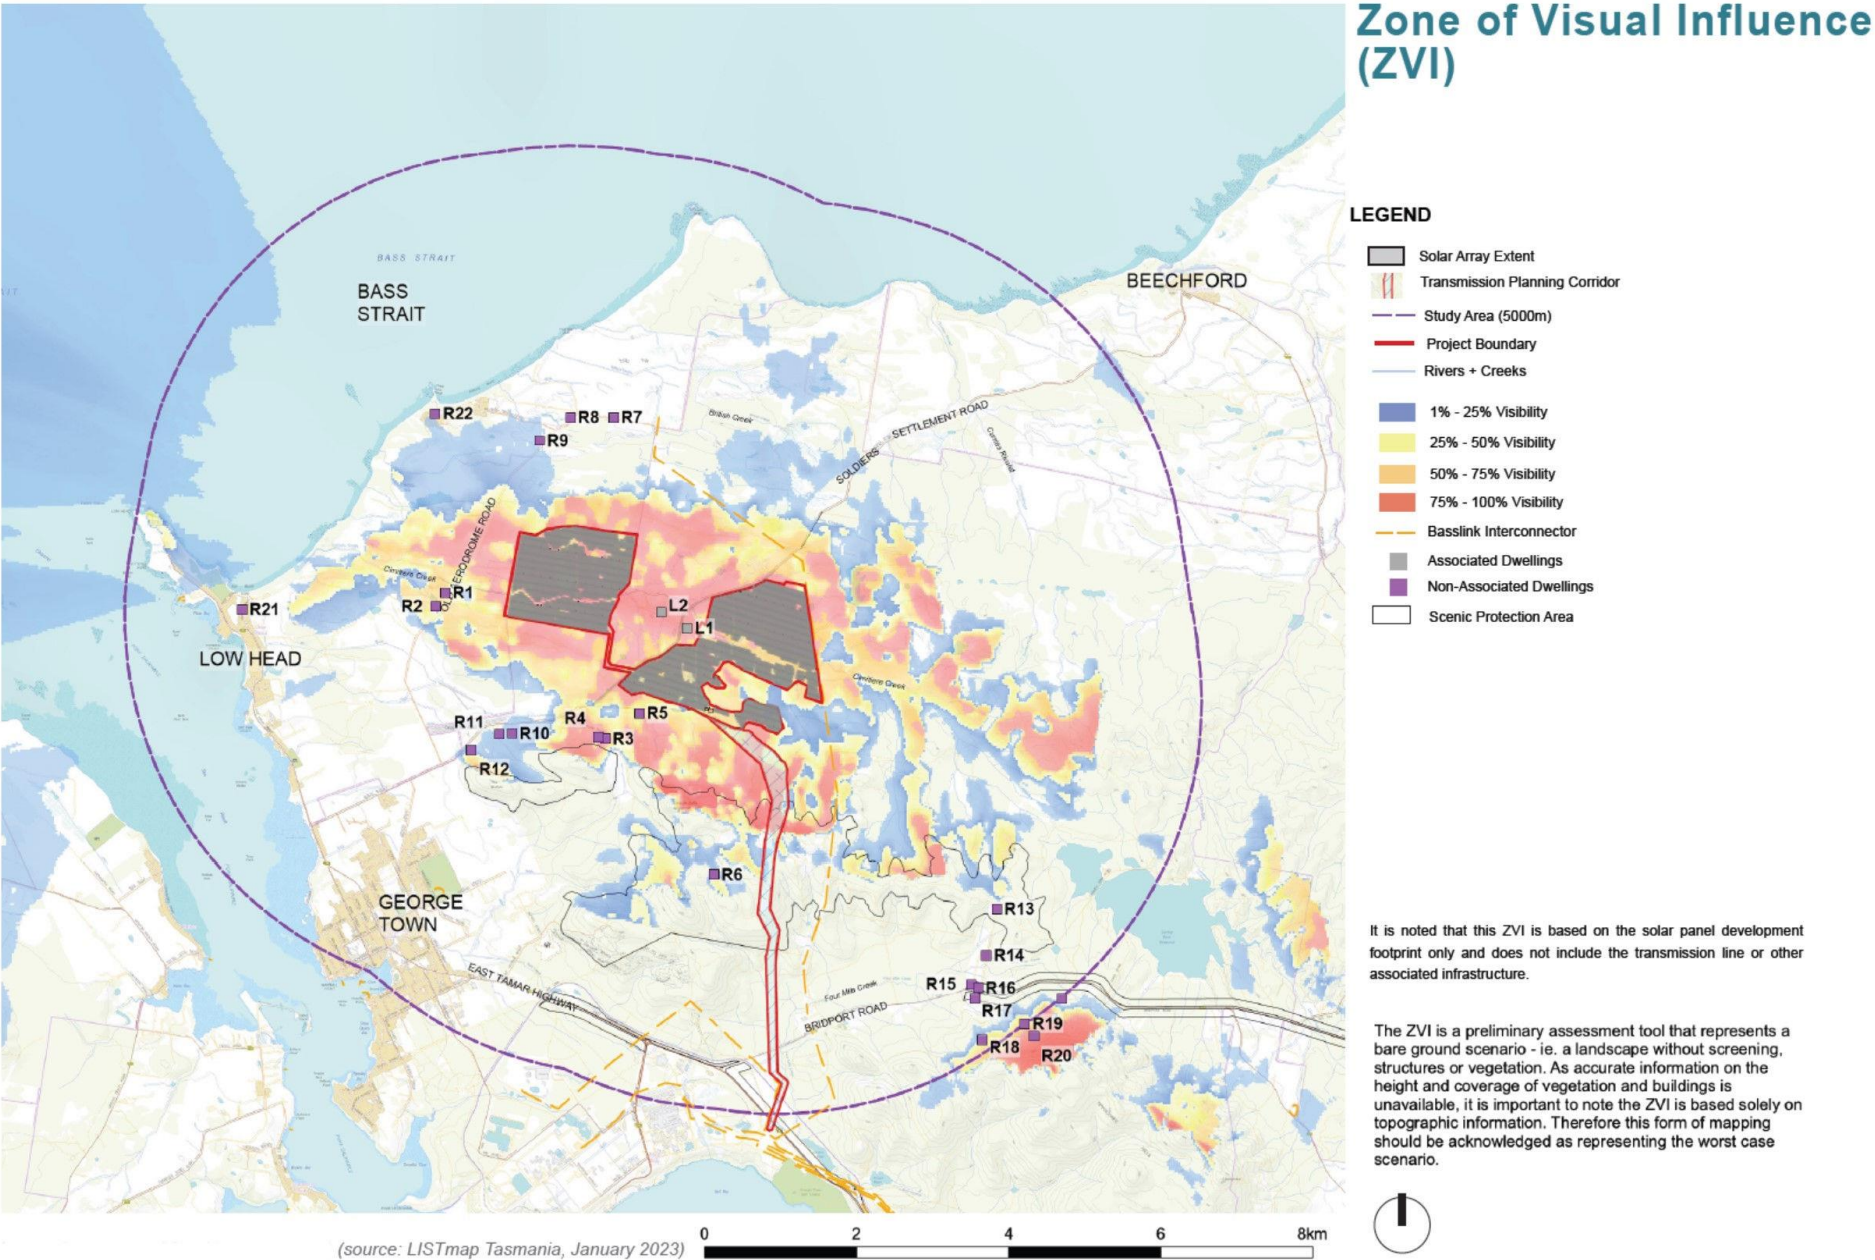 Zone of Visual Influence
(ZVI)
BASS STRAIT
BASS
STRAIT
BEECHFORD
R22
R8
R7
R9
British Creek
SOLDIERS SETTLEMENT ROAD
AERODROME ROAD
Cimitiere Creek
R1
R2
R21
L2
L1
LOW HEAD
Cimitiere Creek
R5
R4
R3
R11
R10
R12
R6
GEORGE
TOWN
R13
R14
R15
R16
R17
R19
R18
R20
EAST TAMAR HIGHWAY
Four Mile Creek
BRIDPORT ROAD
LEGEND
Solar Array Extent
Transmission Planning Corridor
Study Area (5000m)
Project Boundary
Rivers + Creeks
1% - 25% Visibility
25% - 50% Visibility
50% - 75% Visibility
75% - 100% Visibility
Basslink Interconnector
Associated Dwellings
Non-Associated Dwellings
Scenic Protection Area
It is noted that this ZVI is based on the solar panel development
footprint only and does not include the transmission line or other
associated infrastructure.
The ZVI is a preliminary assessment tool that represents a
bare ground scenario - ie. a landscape without screening,
structures or vegetation. As accurate information on the
height and coverage of vegetation and buildings is
unavailable, it is important to note the ZVI is based solely on
topographic information. Therefore this form of mapping
should be acknowledged as representing the worst case
scenario.
0 2 4 6 8km
(source: LISTmap Tasmania, January 2023)